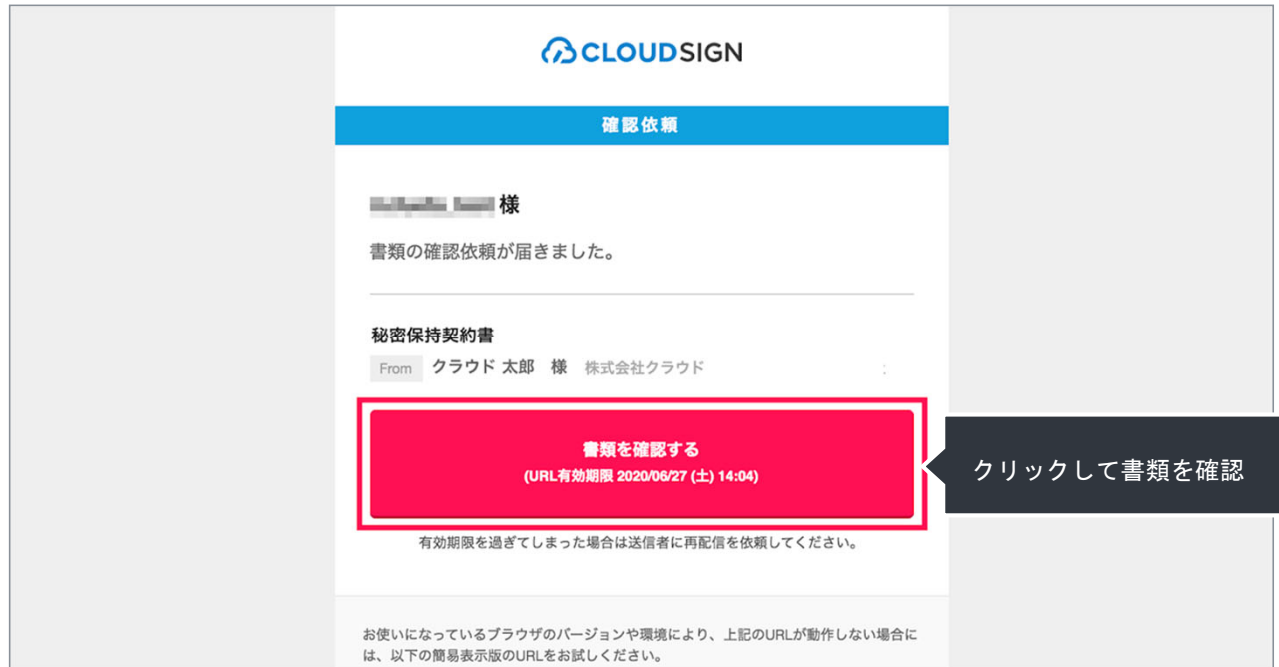 CLOUDSIGN
確認依頼
様
書類の確認依頼が届きました。
秘密保持契約書
From クラウド 太郎 様 株式会社クラウド
書類を確認する
(URL有効期限 2020/06/27 (土) 14:04)
クリックして書類を確認
有効期限を過ぎてしまった場合は送信者に再配信を依頼してください。
お使いになっているブラウザのバージョンや環境により、上記のURLが動作しない場合に
は、以下の簡易表示版のURLをお試しください。